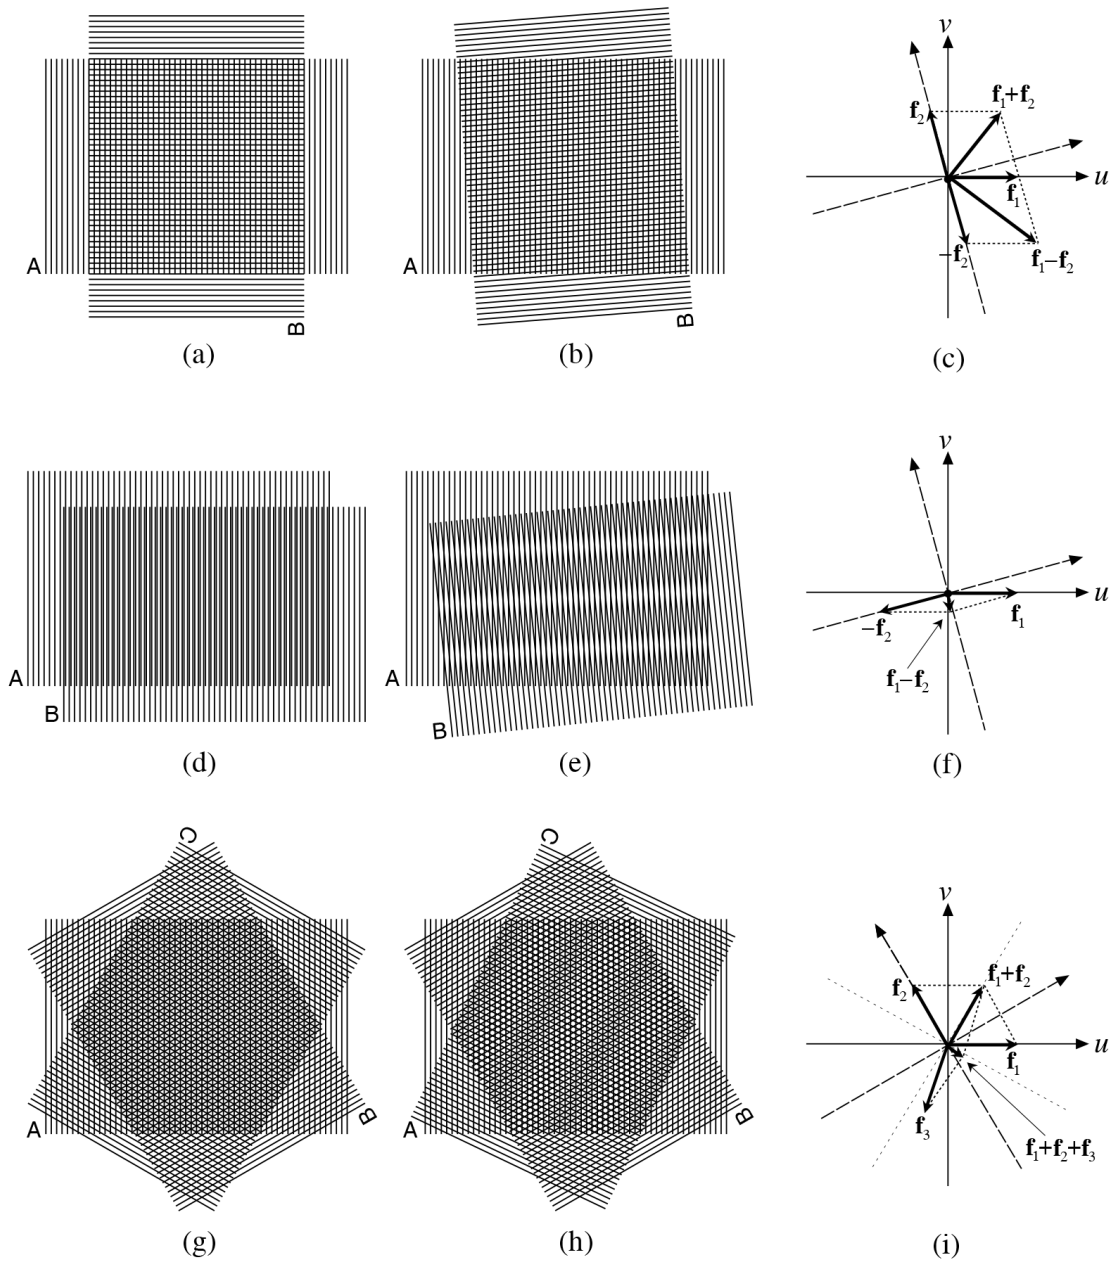 A
B
(a)
A
B
(b)
v
u
f₂
f₁+f₂
f₁
−f₂
f₁−f₂
(c)
A
B
(d)
A
B
(e)
v
u
f₁
−f₂
f₁−f₂
(f)
C
A
B
(g)
C
A
B
(h)
v
u
f₂
f₁+f₂
f₁
f₃
f₁+f₂+f₃
(i)